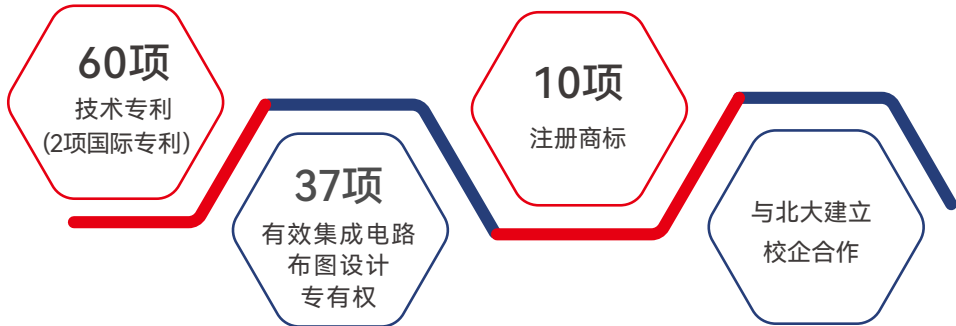 60项
技术专利
(2项国际专利)
37项
有效集成电路
布图设计
专有权
10项
注册商标
与北大建立
校企合作